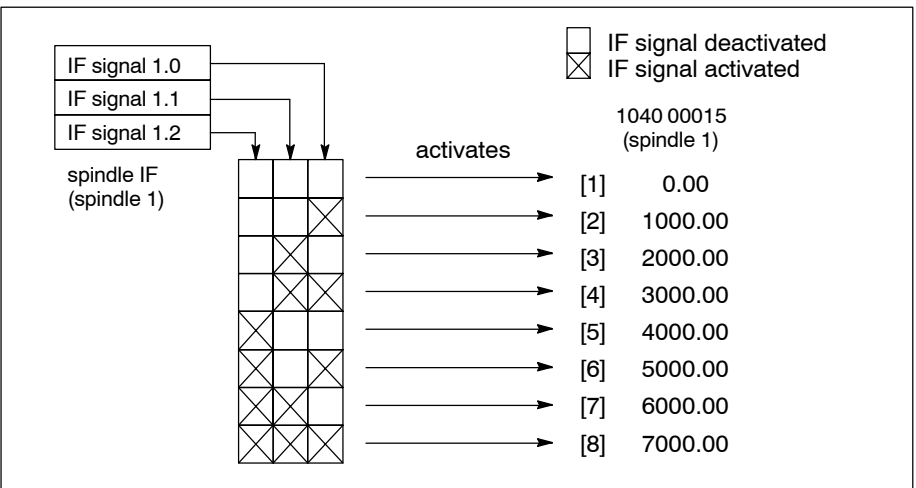 IF signal 1.0
IF signal 1.1
IF signal 1.2
spindle IF
(spindle 1)
IF signal deactivated
IF signal activated
activates
1040 00015
(spindle 1)
[1] 0.00
[2] 1000.00
[3] 2000.00
[4] 3000.00
[5] 4000.00
[6] 5000.00
[7] 6000.00
[8] 7000.00